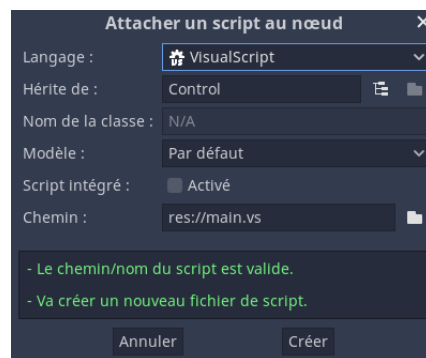 Attacher un script au nœud
Langage : VisualScript
Hérite de : Control
Nom de la classe : N/A
Modèle : Par défaut
Script intégré : Activé
Chemin : res://main.vs
- Le chemin/nom du script est valide.
- Va créer un nouveau fichier de script.
Annuler Créer